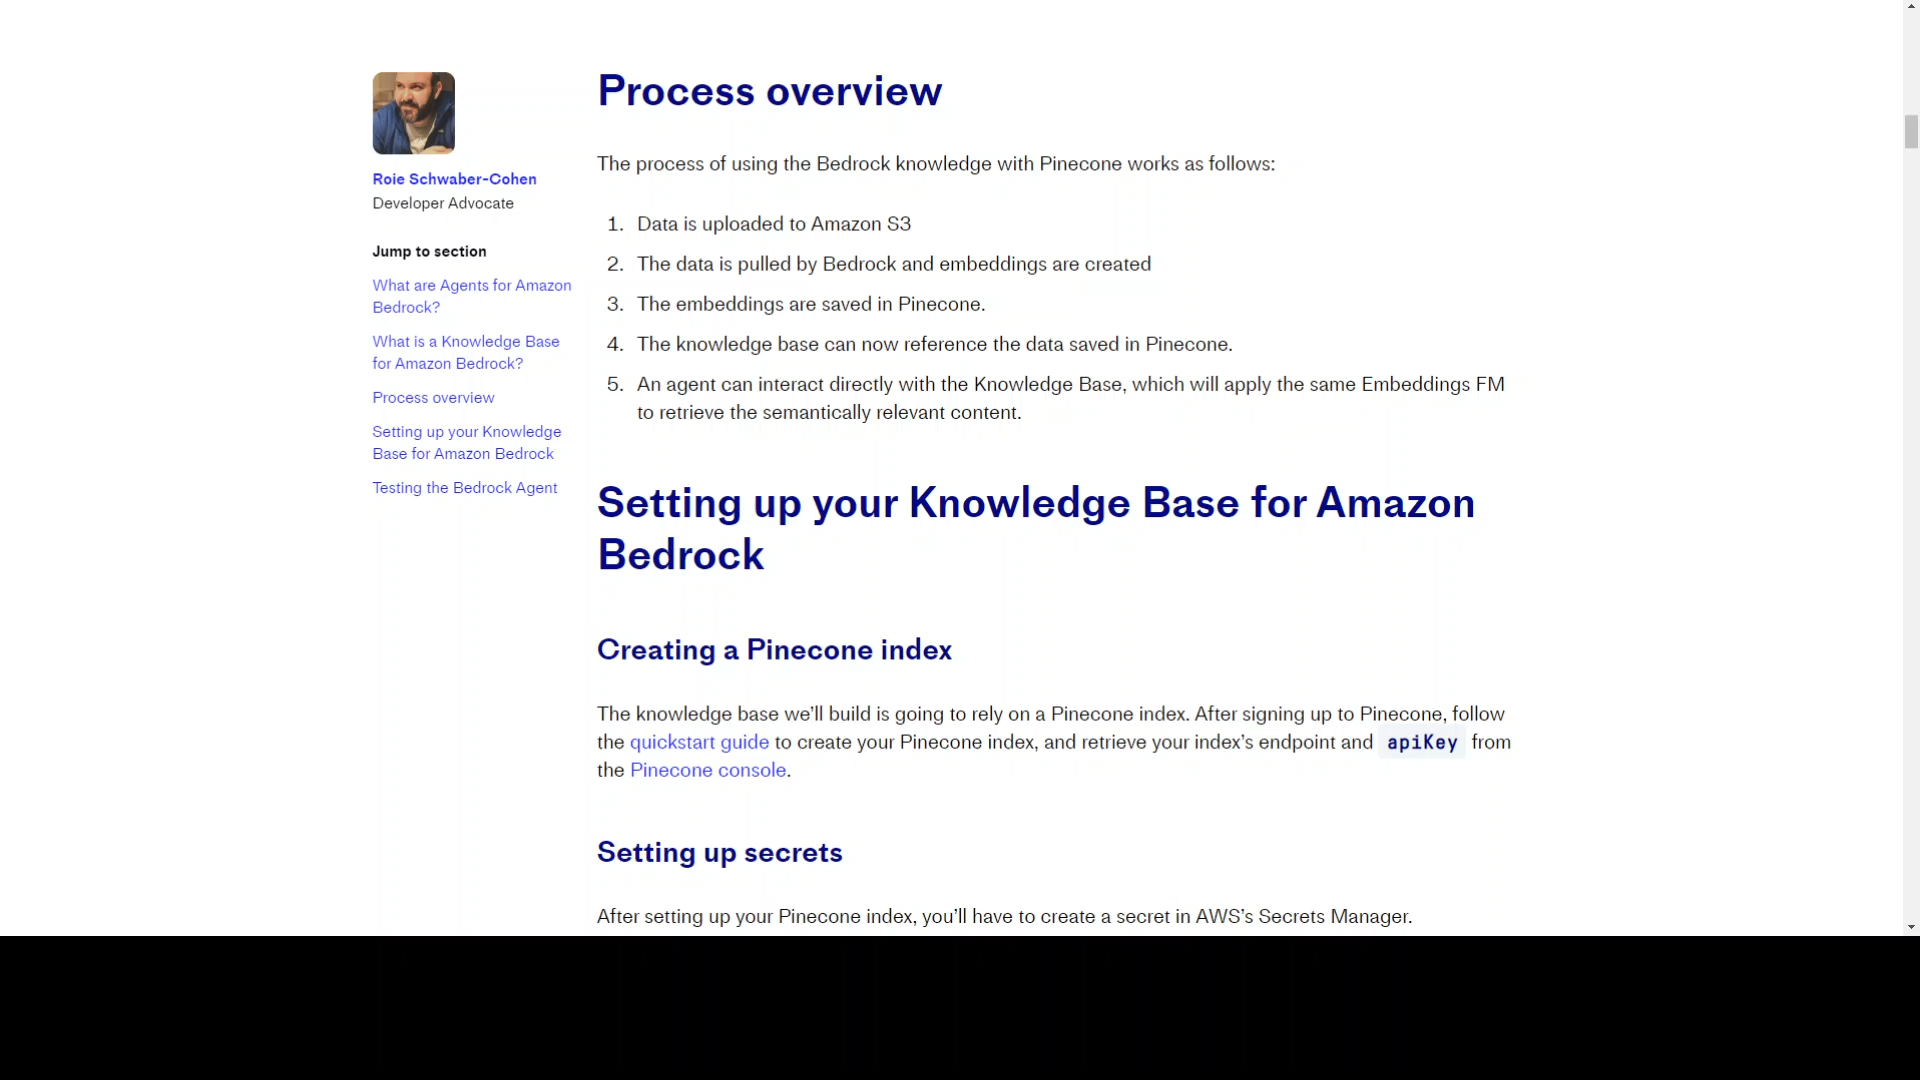 Roie Schwaber-Cohen
Developer Advocate
Jump to section
What are Agents for Amazon
Bedrock?
What is a Knowledge Base
for Amazon Bedrock?
Process overview
Setting up your Knowledge
Base for Amazon Bedrock
Testing the Bedrock Agent
Process overview
The process of using the Bedrock knowledge with Pinecone works as follows:
1. Data is uploaded to Amazon S3
2. The data is pulled by Bedrock and embeddings are created
3. The embeddings are saved in Pinecone.
4. The knowledge base can now reference the data saved in Pinecone.
5. An agent can interact directly with the Knowledge Base, which will apply the same Embeddings FM
to retrieve the semantically relevant content.
Setting up your Knowledge Base for Amazon
Bedrock
Creating a Pinecone index
The knowledge base we’ll build is going to rely on a Pinecone index. After signing up to Pinecone, follow
the quickstart guide to create your Pinecone index, and retrieve your index’s endpoint and apiKey from
the Pinecone console.
Setting up secrets
After setting up your Pinecone index, you’ll have to create a secret in AWS’s Secrets Manager.